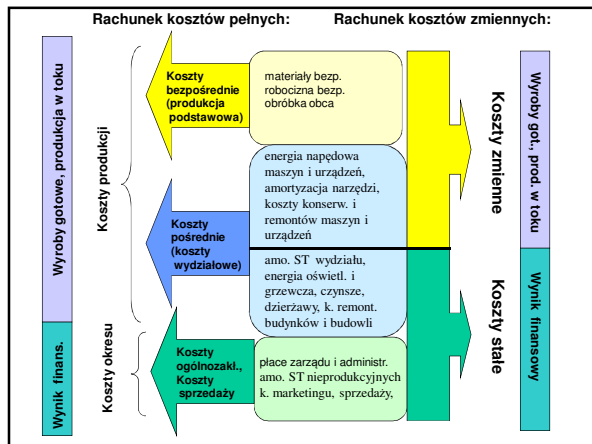 Rachunek kosztów pełnych:
Rachunek kosztów zmiennych:
Wyroby gotowe, produkcja w toku
Wynik finans.
Koszty produkcji
Koszty okresu
Koszty
bezpośrednie
(produkcja
podstawowa)
Koszty
pośrednie
(koszty
wydziałowe)
Koszty
ogólnozakł.,
Koszty
sprzedaży
materiały bezp.
robocizna bezp.
obróbka obca
energia napędowa
maszyn i urządzeń,
amortyzacja narzędzi,
koszty konserw. i
remontów maszyn i
urządzeń
amo. ST wydziału,
energia oświetl. i
grzewcza, czynsze,
dzierżawy, k. remont.
budynków i budowli
płace zarządu i administr.
amo. ST nieprodukcyjnych
k. marketingu, sprzedaży,
Koszty zmienne
Koszty stałe
Wyroby got., prod. w toku
Wynik finansowy